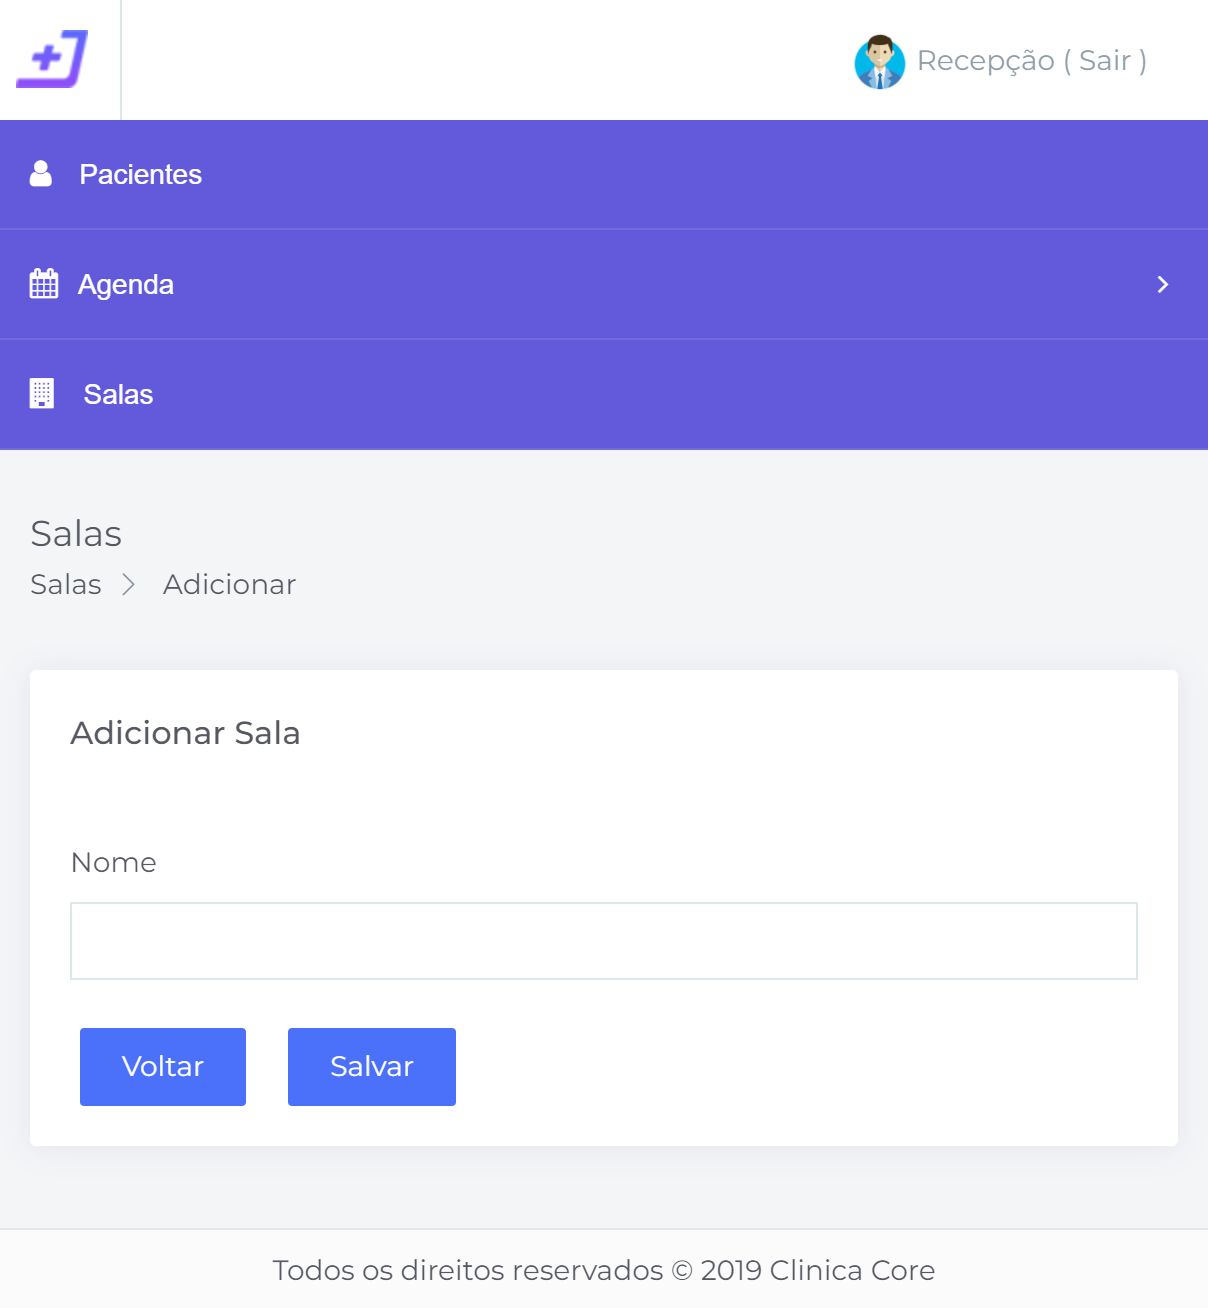 Recepção ( Sair )
Pacientes
Agenda
Salas
Salas
Salas Adicionar
Adicionar Sala
Nome
Voltar Salvar
Todos os direitos reservados © 2019 Clinica Core